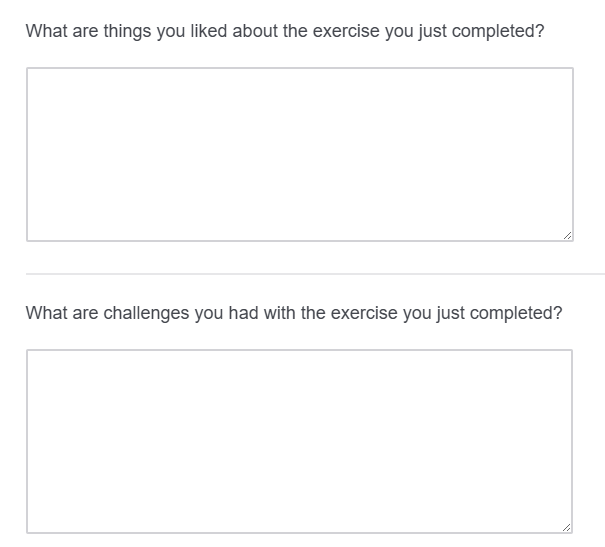 What are things you liked about the exercise you just completed?
What are challenges you had with the exercise you just completed?